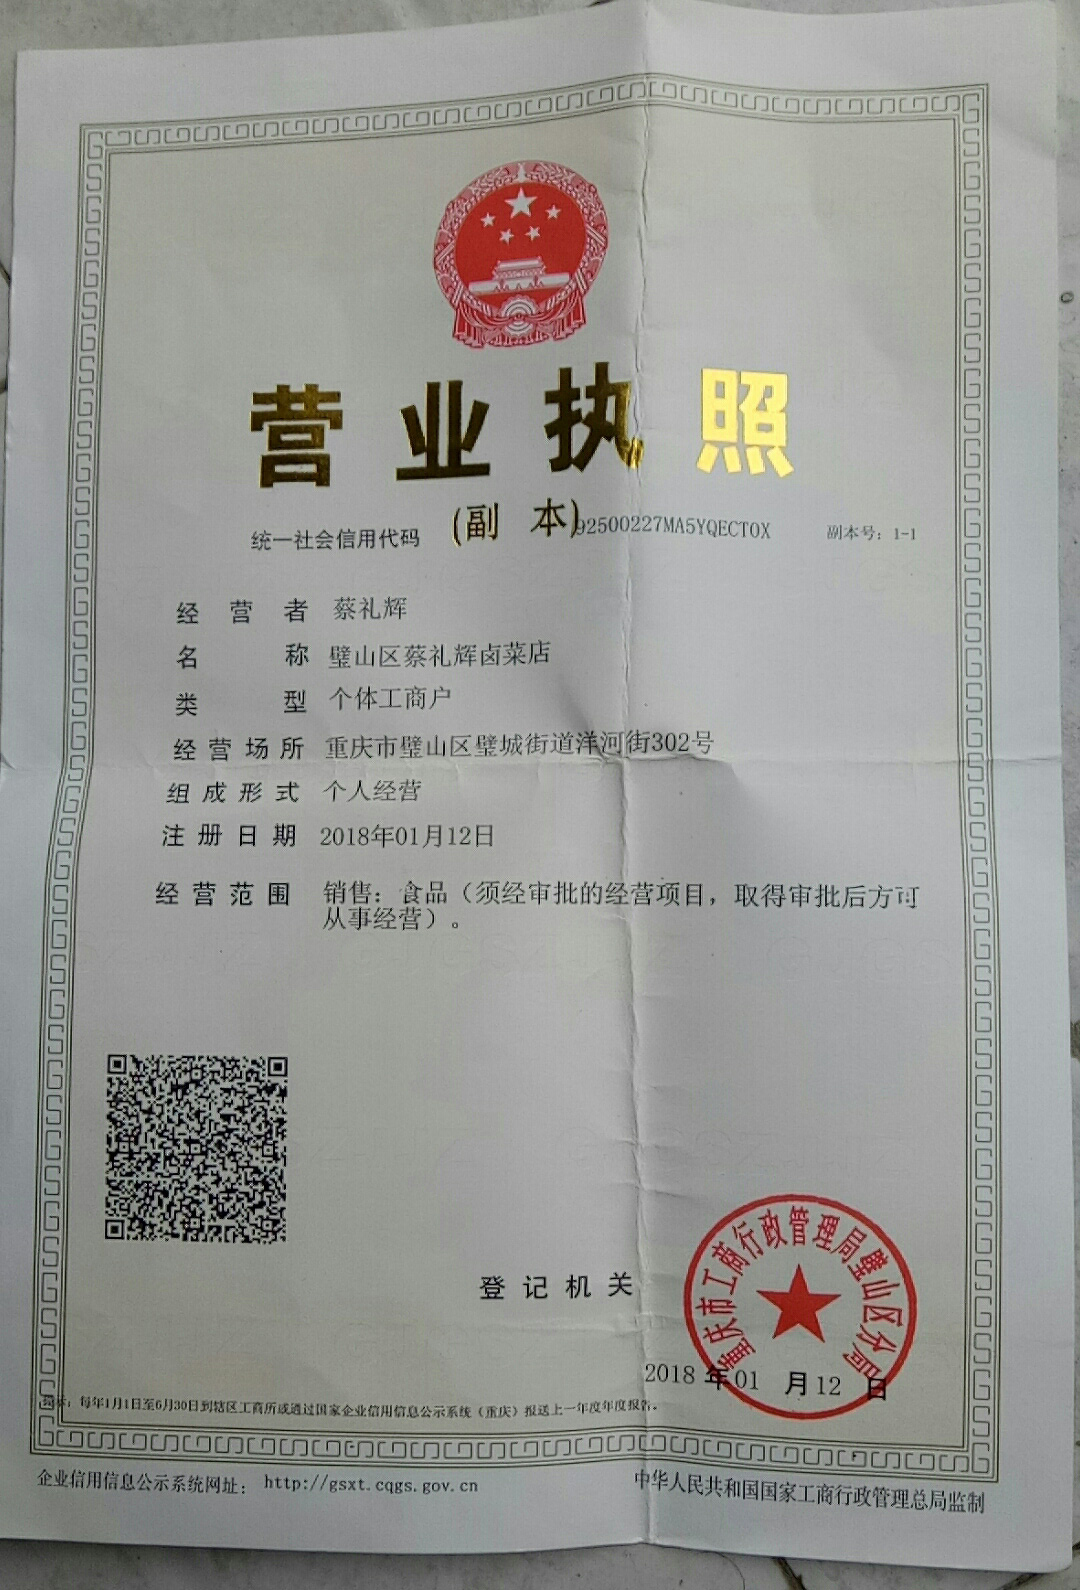 营业执照
(副本)
统一社会信用代码 92500227MA5YQECT0X 副本号：1-1
经营者 蔡礼辉
名称 璧山区蔡礼辉卤菜店
类型 个体工商户
经营场所 重庆市璧山区璧城街道洋河街302号
组成形式 个人经营
注册日期 2018年01月12日
经营范围 销售：食品（须经审批的经营项目，取得审批后方可
从事经营）。
登记机关
重庆市工商行政管理局璧山区分局
2018年01月12日
每年1月1日至6月30日到辖区工商所或通过国家企业信用信息公示系统（重庆）报送上一年度年度报告。
企业信用信息公示系统网址： http://gsxt.cqgs.gov.cn
中华人民共和国国家工商行政管理总局监制